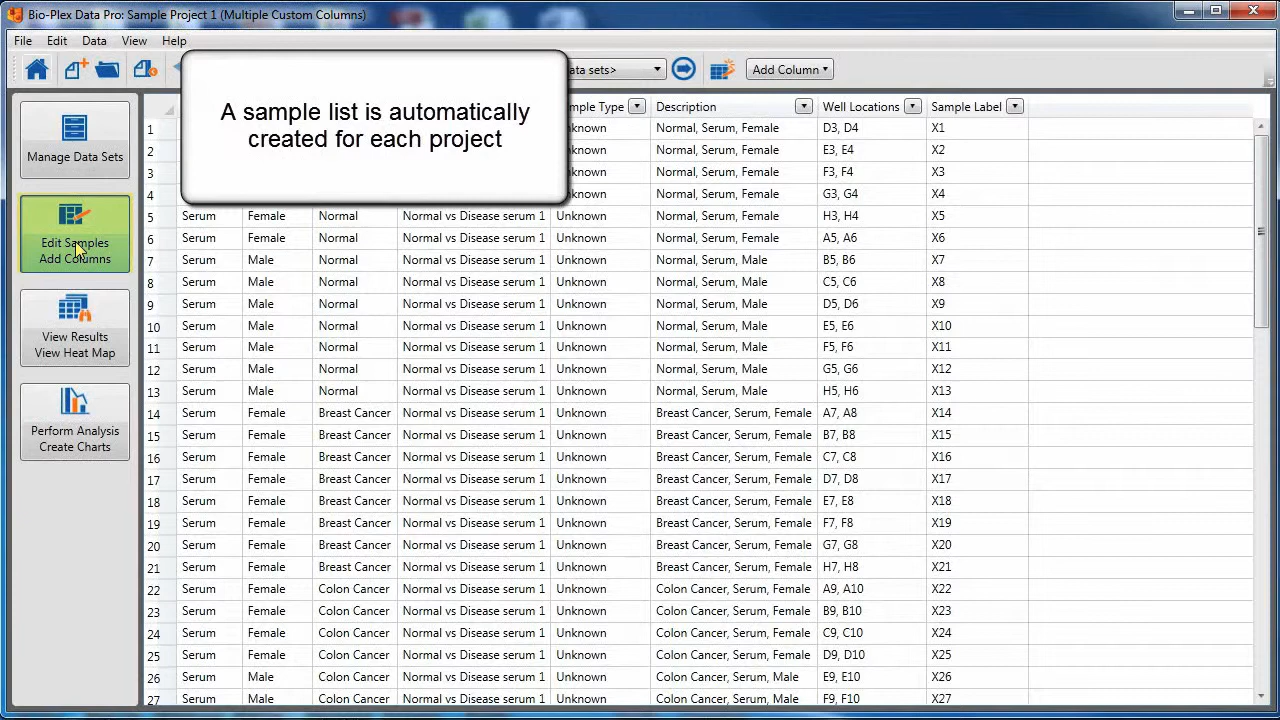 Bio-Plex Data Pro: Sample Project 1 (Multiple Custom Columns)
File Edit Data View Help
ata sets> Add Column
A sample list is automatically
created for each project
Manage Data Sets
Edit Samples
Add Columns
View Results
View Heat Map
Perform Analysis
Create Charts
mple Type Description Well Locations Sample Label
1 nknown Normal, Serum, Female D3, D4 X1
2 nknown Normal, Serum, Female E3, E4 X2
3 nknown Normal, Serum, Female F3, F4 X3
4 nknown Normal, Serum, Female G3, G4 X4
5 Serum Female Normal Normal vs Disease serum 1 Unknown Normal, Serum, Female H3, H4 X5
6 Serum Female Normal Normal vs Disease serum 1 Unknown Normal, Serum, Female A5, A6 X6
7 Serum Male Normal Normal vs Disease serum 1 Unknown Normal, Serum, Male B5, B6 X7
8 Serum Male Normal Normal vs Disease serum 1 Unknown Normal, Serum, Male C5, C6 X8
9 Serum Male Normal Normal vs Disease serum 1 Unknown Normal, Serum, Male D5, D6 X9
10 Serum Male Normal Normal vs Disease serum 1 Unknown Normal, Serum, Male E5, E6 X10
11 Serum Male Normal Normal vs Disease serum 1 Unknown Normal, Serum, Male F5, F6 X11
12 Serum Male Normal Normal vs Disease serum 1 Unknown Normal, Serum, Male G5, G6 X12
13 Serum Male Normal Normal vs Disease serum 1 Unknown Normal, Serum, Male H5, H6 X13
14 Serum Female Breast Cancer Normal vs Disease serum 1 Unknown Breast Cancer, Serum, Female A7, A8 X14
15 Serum Female Breast Cancer Normal vs Disease serum 1 Unknown Breast Cancer, Serum, Female B7, B8 X15
16 Serum Female Breast Cancer Normal vs Disease serum 1 Unknown Breast Cancer, Serum, Female C7, C8 X16
17 Serum Female Breast Cancer Normal vs Disease serum 1 Unknown Breast Cancer, Serum, Female D7, D8 X17
18 Serum Female Breast Cancer Normal vs Disease serum 1 Unknown Breast Cancer, Serum, Female E7, E8 X18
19 Serum Female Breast Cancer Normal vs Disease serum 1 Unknown Breast Cancer, Serum, Female F7, F8 X19
20 Serum Female Breast Cancer Normal vs Disease serum 1 Unknown Breast Cancer, Serum, Female G7, G8 X20
21 Serum Female Breast Cancer Normal vs Disease serum 1 Unknown Breast Cancer, Serum, Female H7, H8 X21
22 Serum Female Colon Cancer Normal vs Disease serum 1 Unknown Colon Cancer, Serum, Female A9, A10 X22
23 Serum Female Colon Cancer Normal vs Disease serum 1 Unknown Colon Cancer, Serum, Female B9, B10 X23
24 Serum Female Colon Cancer Normal vs Disease serum 1 Unknown Colon Cancer, Serum, Female C9, C10 X24
25 Serum Female Colon Cancer Normal vs Disease serum 1 Unknown Colon Cancer, Serum, Female D9, D10 X25
26 Serum Male Colon Cancer Normal vs Disease serum 1 Unknown Colon Cancer, Serum, Male E9, E10 X26
27 Serum Male Colon Cancer Normal vs Disease serum 1 Unknown Colon Cancer, Serum, Male F9, F10 X27